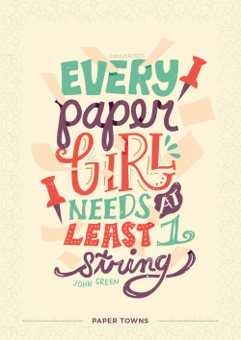 EVERY
paper
GIRL
NEEDS AT
LEAST 1
string
JOHN GREEN
PAPER TOWNS